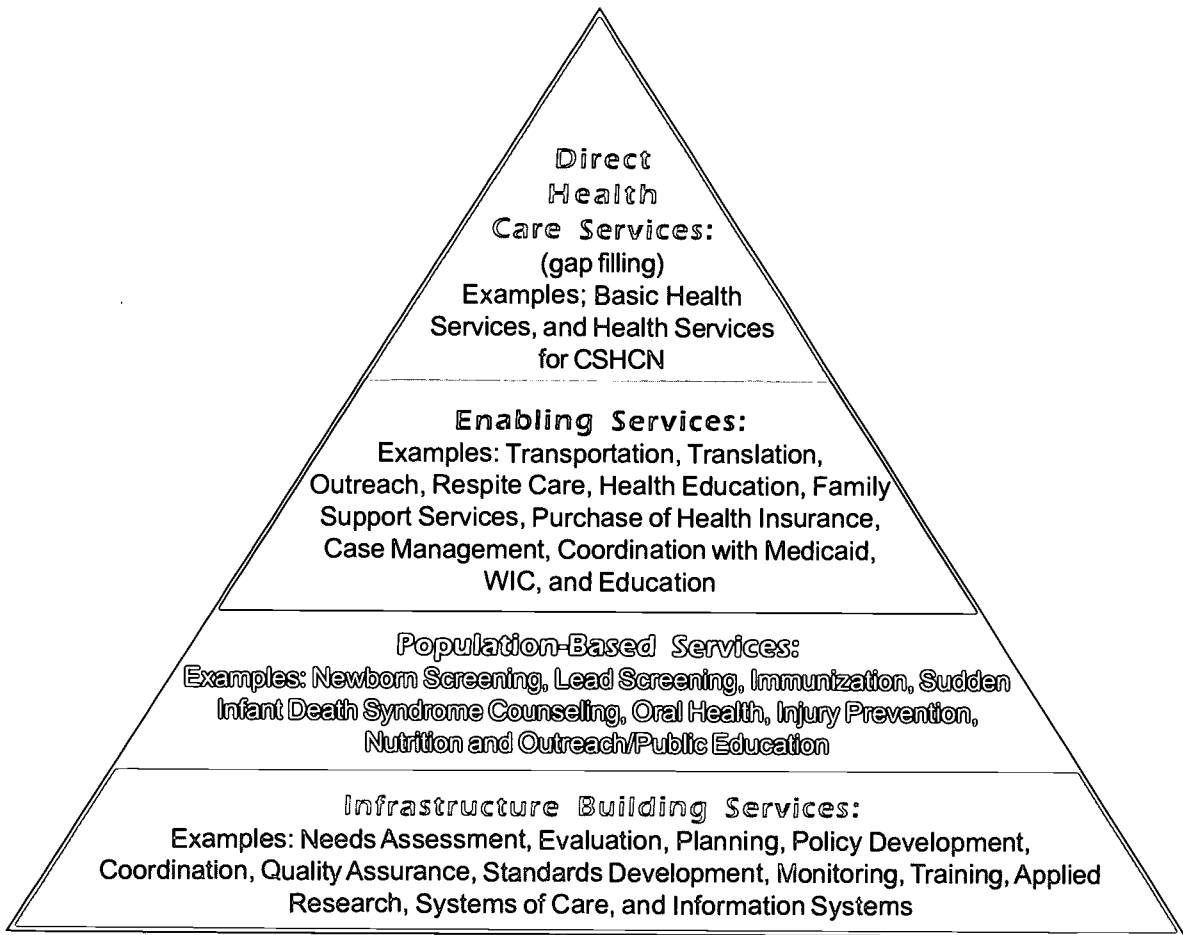 Direct
Health
Care Services:
(gap filling)
Examples; Basic Health
Services, and Health Services
for CSHCN
Enabling Services:
Examples: Transportation, Translation,
Outreach, Respite Care, Health Education, Family
Support Services, Purchase of Health Insurance,
Case Management, Coordination with Medicaid,
WIC, and Education
Population-Based Services:
Examples: Newborn Screening, Lead Screening, Immunization, Sudden
Infant Death Syndrome Counseling, Oral Health, Injury Prevention,
Nutrition and Outreach/Public Education
Infrastructure Building Services:
Examples: Needs Assessment, Evaluation, Planning, Policy Development,
Coordination, Quality Assurance, Standards Development, Monitoring, Training, Applied
Research, Systems of Care, and Information Systems